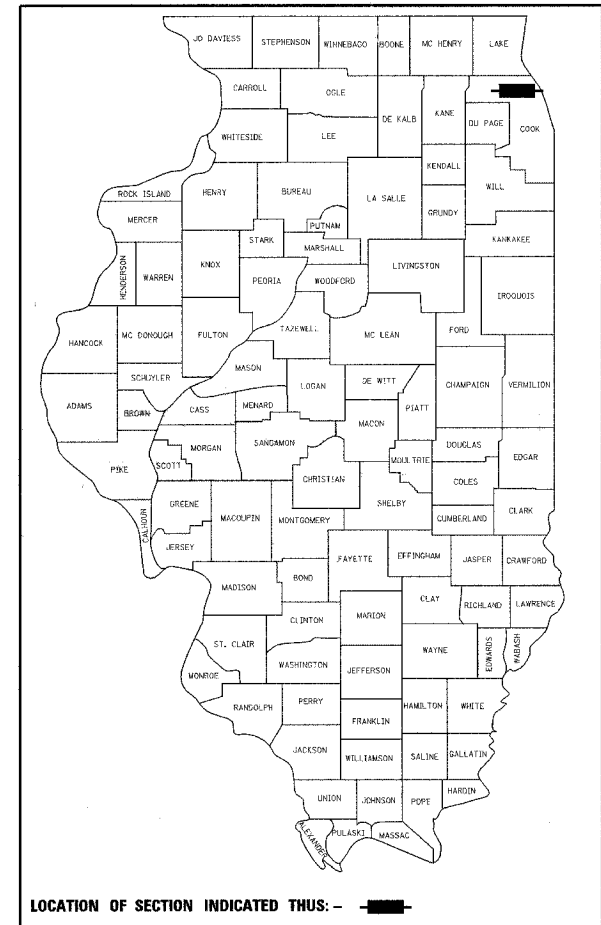 JO DAVIESS
STEPHENSON
WINNEBAGO
BOONE
MC HENRY
LAKE
CARROLL
OGLE
DE KALB
KANE
DU PAGE
COOK
WHITESIDE
LEE
KENDALL
WILL
ROCK ISLAND
HENRY
BUREAU
LA SALLE
GRUNDY
MERCER
PUTNAM
KANKAKEE
STARK
MARSHALL
HENDERSON
WARREN
KNOX
PEORIA
WOODFORD
LIVINGSTON
IROQUOIS
HANCOCK
MC DONOUGH
FULTON
TAZEWELL
MC LEAN
FORD
SCHUYLER
MASON
LOGAN
DE WITT
CHAMPAIGN
VERMILION
ADAMS
BROWN
CASS
MENARD
PIATT
MACON
MORGAN
SANGAMON
DOUGLAS
EDGAR
PIKE
SCOTT
MOULTRIE
COLES
CHRISTIAN
SHELBY
GREENE
MACOUPIN
MONTGOMERY
CUMBERLAND
CLARK
CALHOUN
JERSEY
FAYETTE
EFFINGHAM
JASPER
CRAWFORD
MADISON
BOND
CLAY
RICHLAND
LAWRENCE
CLINTON
MARION
ST. CLAIR
WAYNE
EDWARDS
WABASH
WASHINGTON
JEFFERSON
MONROE
RANDOLPH
PERRY
HAMILTON
WHITE
FRANKLIN
JACKSON
WILLIAMSON
SALINE
GALLATIN
UNION
JOHNSON
POPE
HARDIN
ALEXANDER
PULASKI
MASSAC
LOCATION OF SECTION INDICATED THUS: –